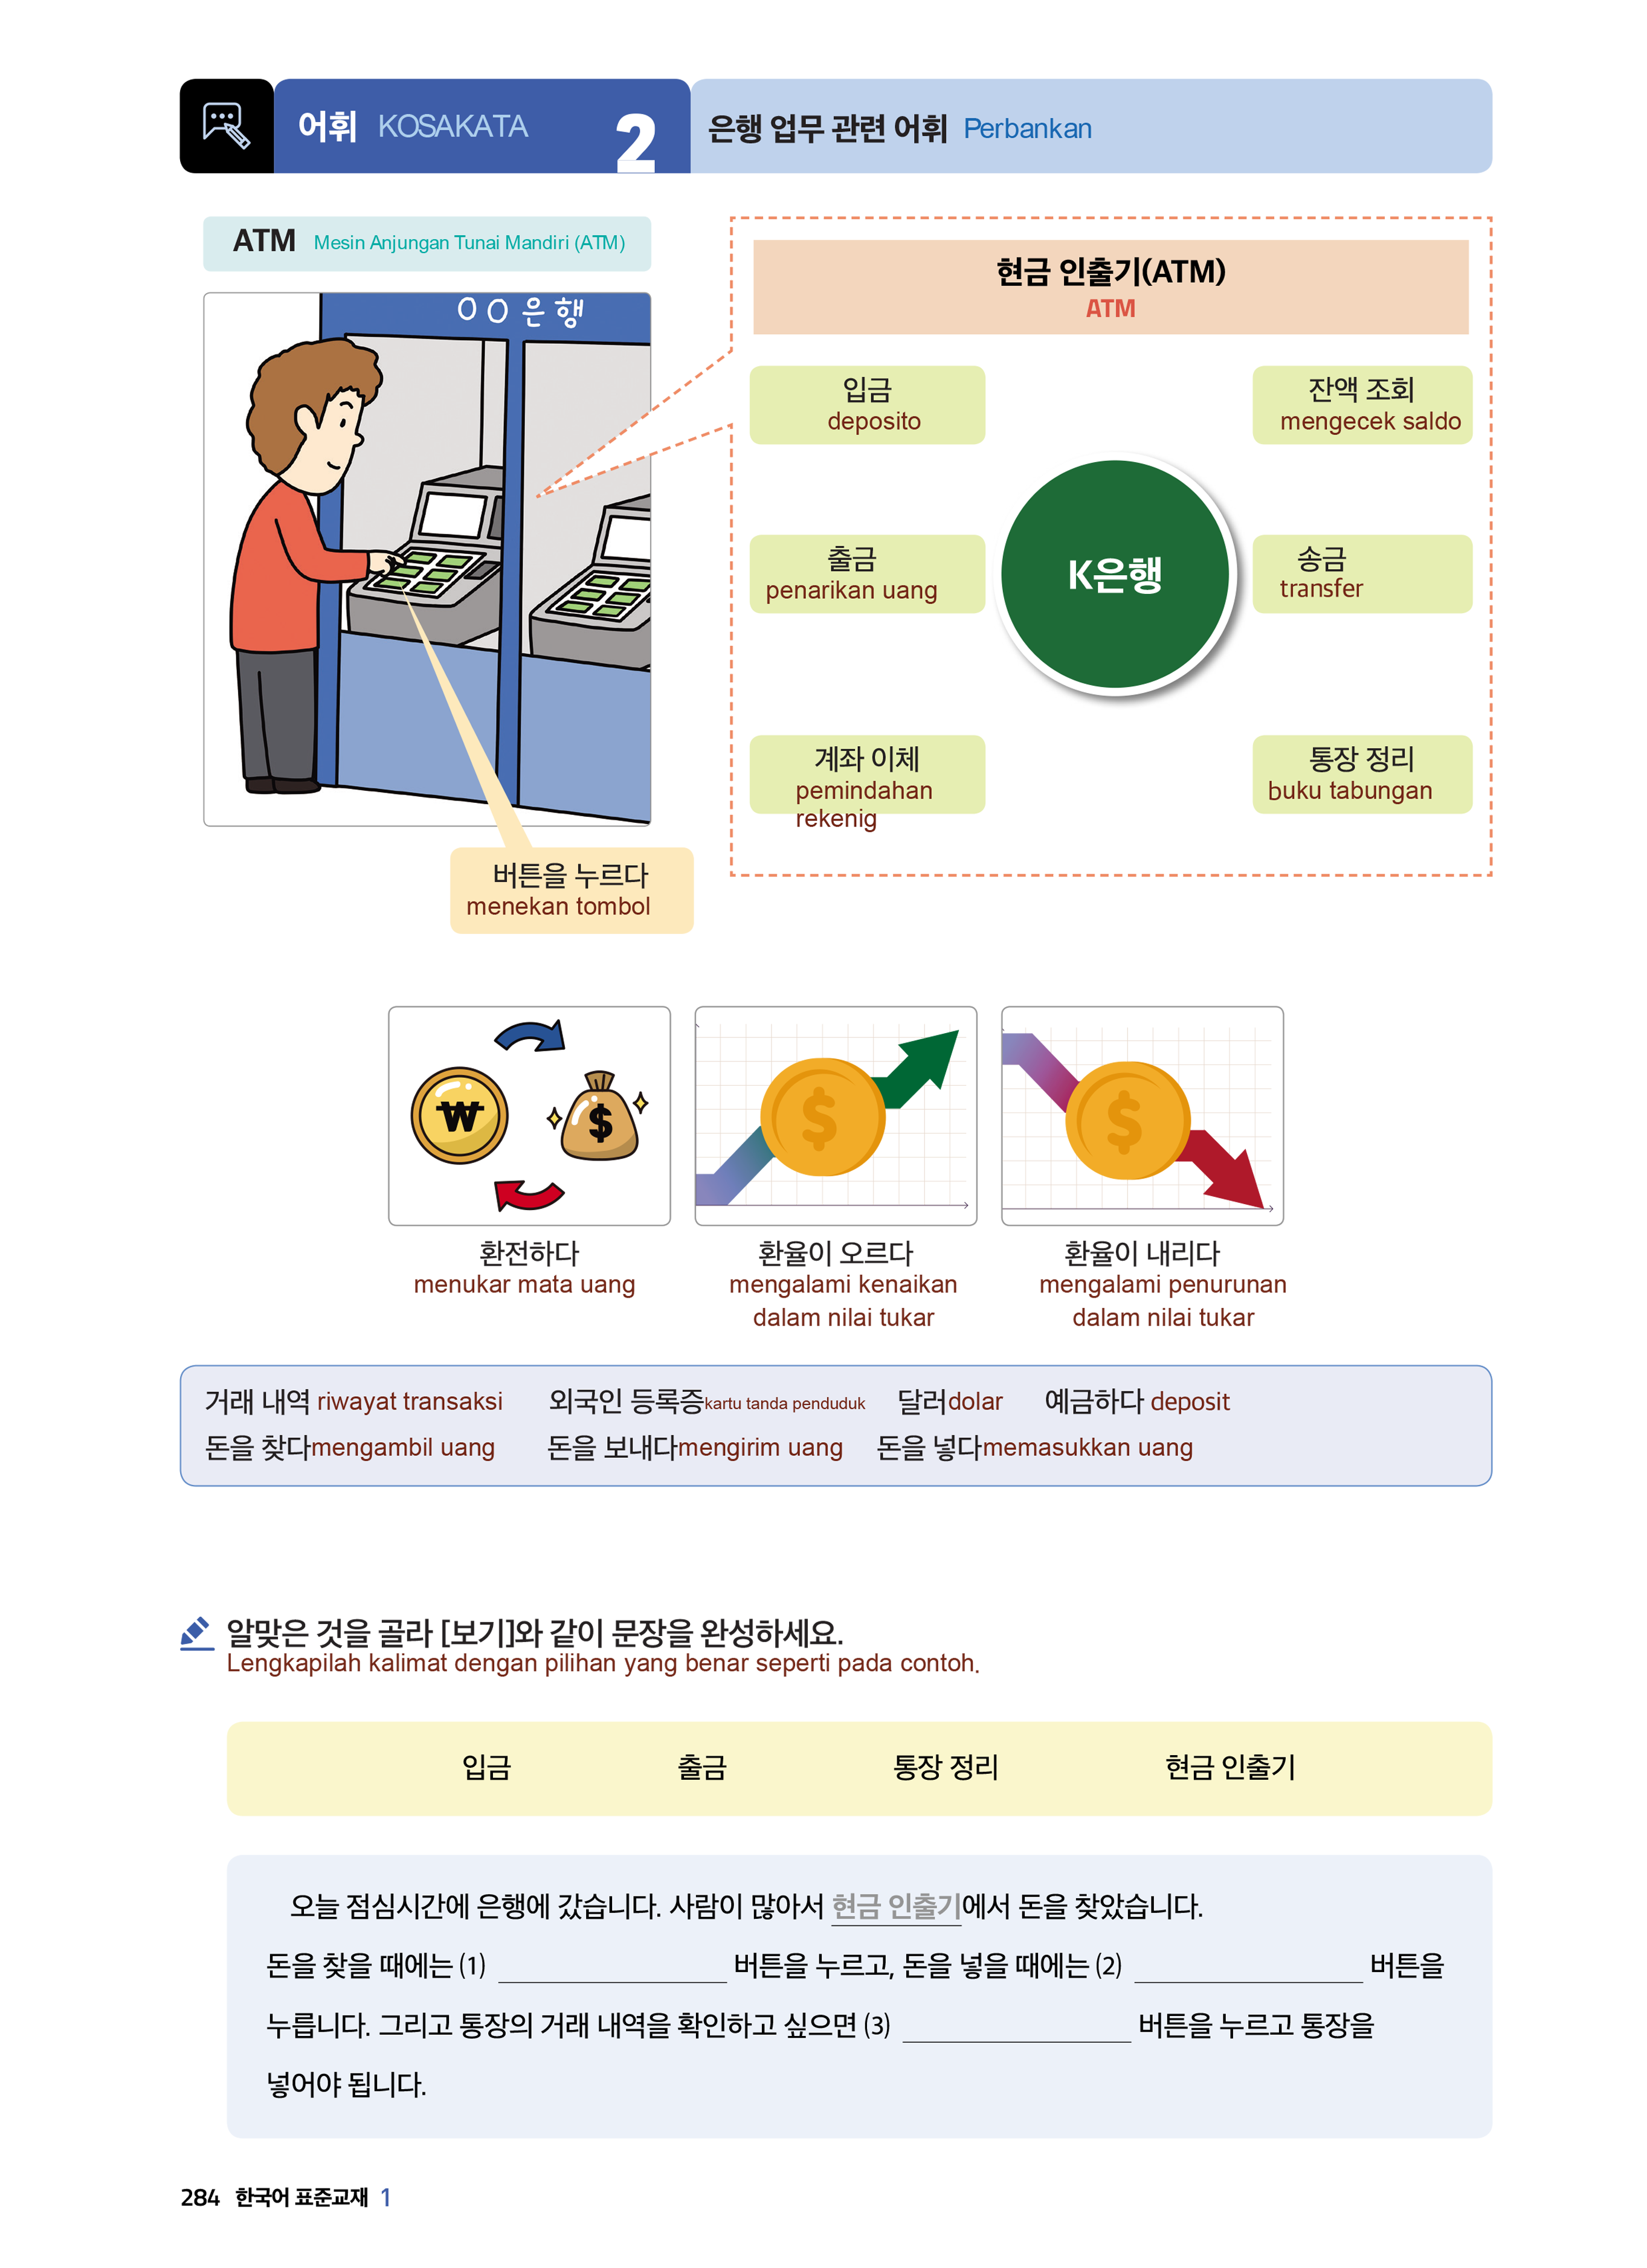 어휘 KOSAKATA 2 은행 업무 관련 어휘 Perbankan
ATM Mesin Anjungan Tunai Mandiri (ATM)
OO은행
버튼을 누르다
menekan tombol
현금 인출기(ATM)
ATM
입금
deposito
잔액 조회
mengecek saldo
출금
penarikan uang
K은행
송금
transfer
계좌 이체
pemindahan
rekenig
통장 정리
buku tabungan
₩ $
$
$
환전하다
menukar mata uang
환율이 오르다
mengalami kenaikan
dalam nilai tukar
환율이 내리다
mengalami penurunan
dalam nilai tukar
거래 내역 riwayat transaksi 외국인 등록증kartu tanda penduduk 달러dolar 예금하다 deposit
돈을 찾다mengambil uang 돈을 보내다mengirim uang 돈을 넣다memasukkan uang
알맞은 것을 골라 [보기]와 같이 문장을 완성하세요.
Lengkapilah kalimat dengan pilihan yang benar seperti pada contoh.
입금 출금 통장 정리 현금 인출기
오늘 점심시간에 은행에 갔습니다. 사람이 많아서 현금 인출기에서 돈을 찾았습니다.
돈을 찾을 때에는 (1) 버튼을 누르고, 돈을 넣을 때에는 (2) 버튼을
누릅니다. 그리고 통장의 거래 내역을 확인하고 싶으면 (3) 버튼을 누르고 통장을
넣어야 됩니다.
284 한국어 표준교재 1